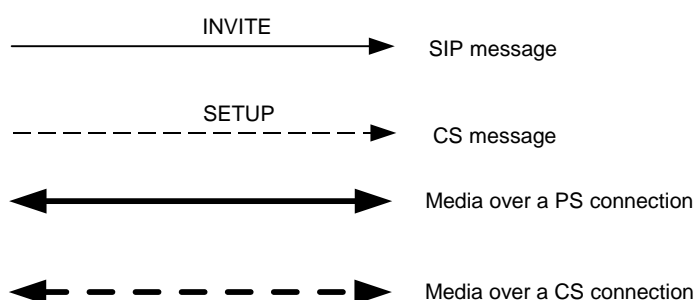 INVITE
SIP message
SETUP
CS message
Media over a PS connection
Media over a CS connection